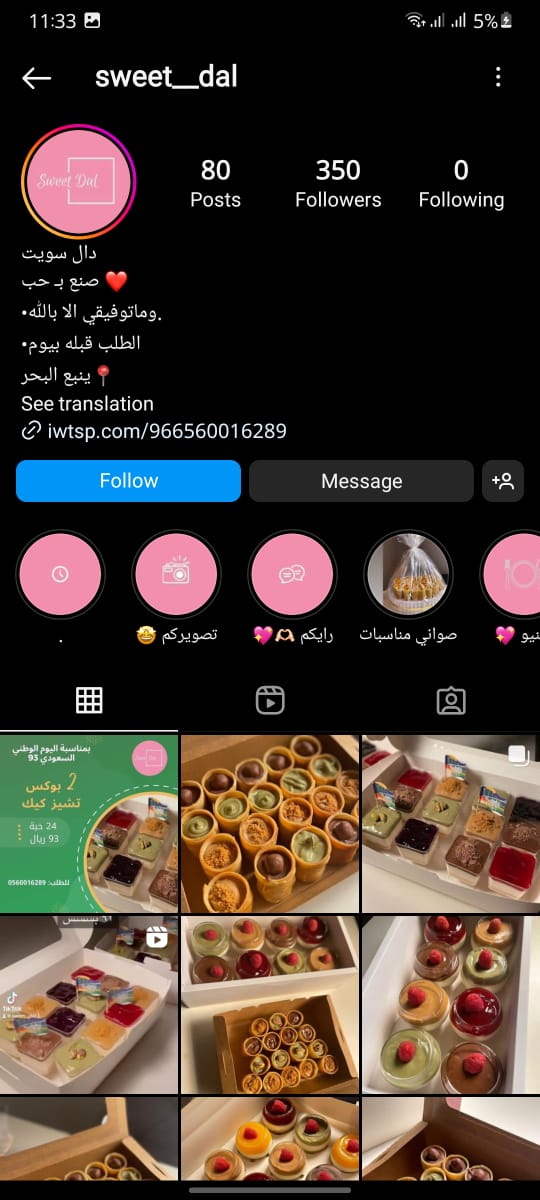 11:33
5%
sweet__dal
Sweet Dal
80
350
0
Posts
Followers
Following
دال سويت
صنع بـ حب ❤️
•وماتوفيقي الا بالله.
•الطلب قبله بيوم
ينبع البحر📍
See translation
iwtsp.com/966560016289
Follow
Message
.
تصويركم 🤩
رايكم 🫶🏻💖
صواني مناسبات
نيو 💖
بمناسبة اليوم الوطني
السعودي 93
2 بوكس
تشيز كيك
24 حبة
93 ريال
للطلب: 0560016289
TikTok